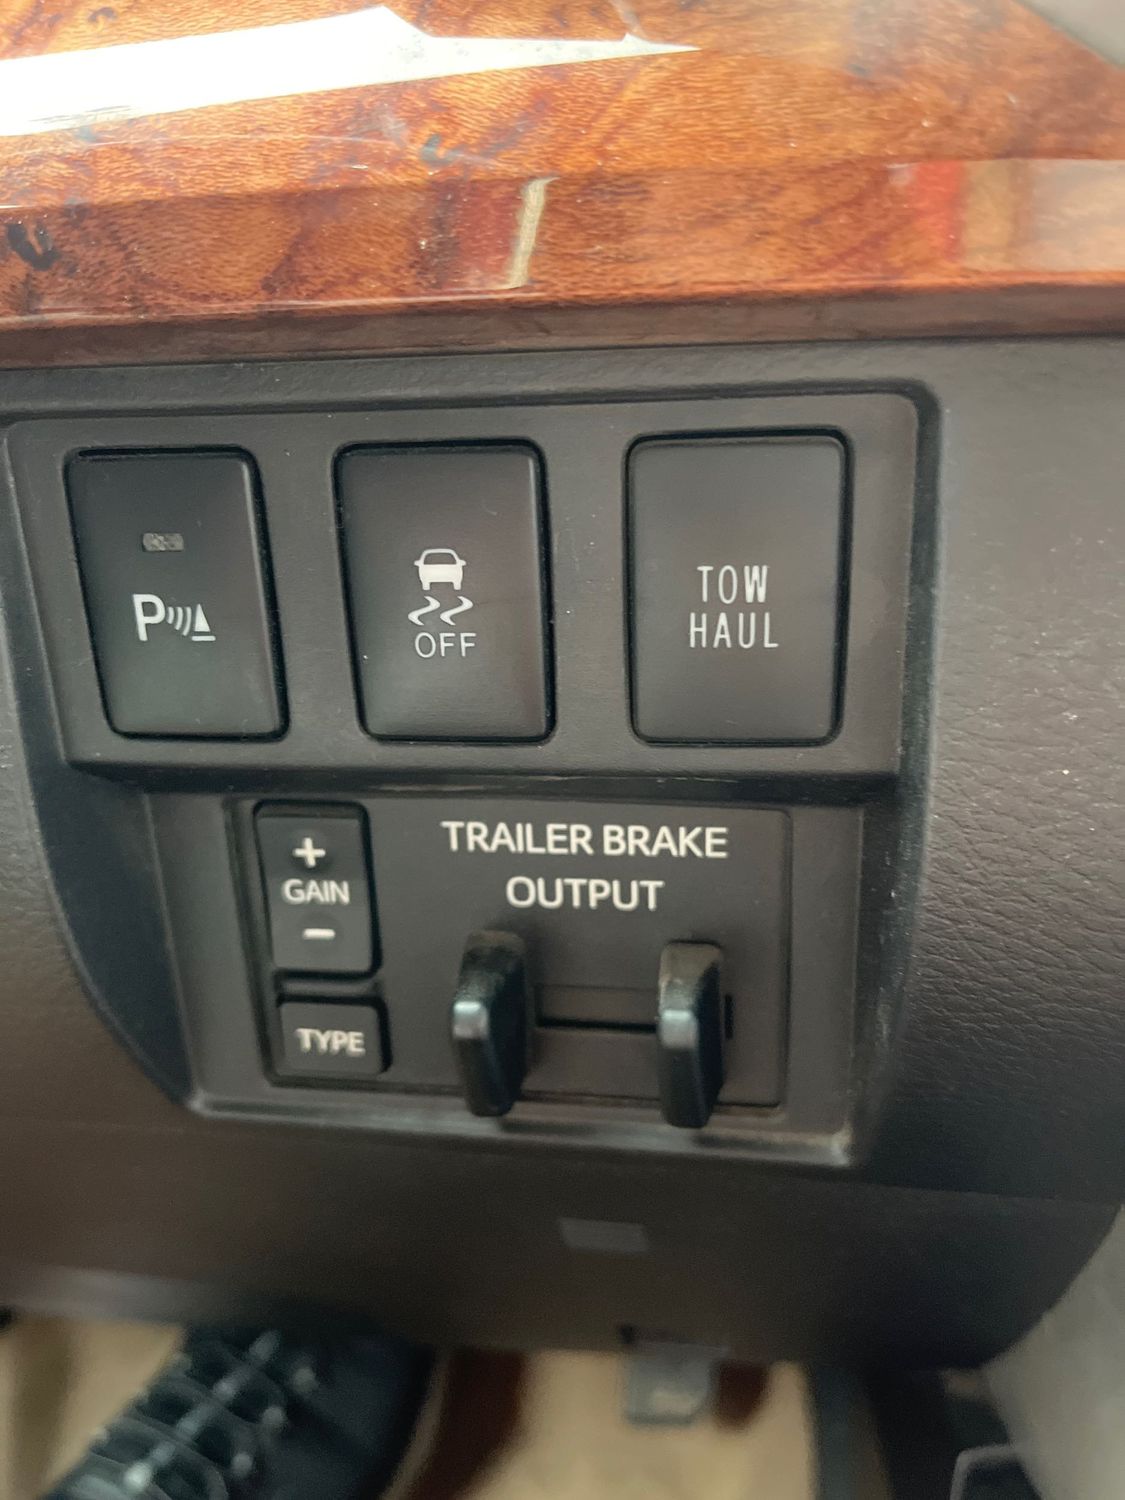 P
OFF
TOW
HAUL
+
GAIN
-
TYPE
TRAILER BRAKE
OUTPUT